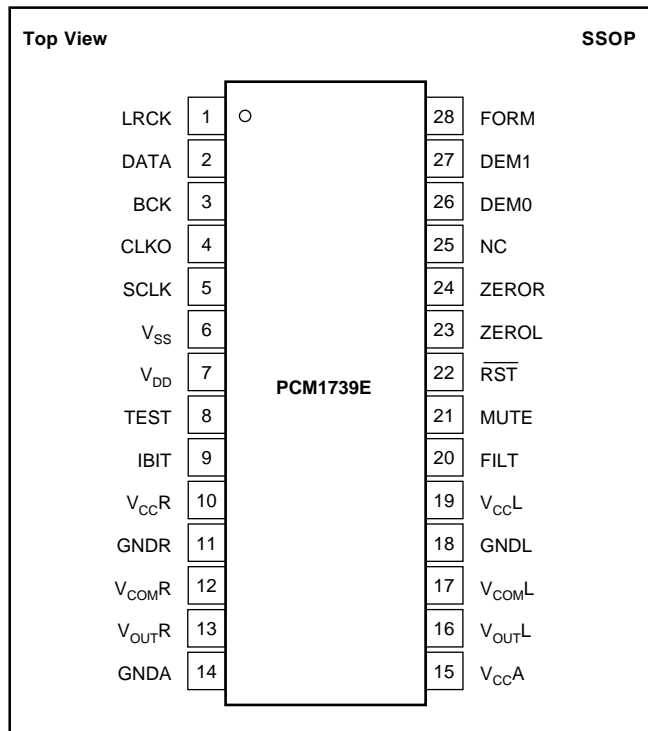 Top View SSOP
LRCK 1 28 FORM
DATA 2 27 DEM1
BCK 3 26 DEM0
CLKO 4 25 NC
SCLK 5 24 ZEROR
VSS 6 23 ZEROL
VDD 7 22 RST
PCM1739E
TEST 8 21 MUTE
IBIT 9 20 FILT
VCCR 10 19 VCCL
GNDR 11 18 GNDL
VCOMR 12 17 VCOML
VOUTR 13 16 VOUTL
GNDA 14 15 VCCA